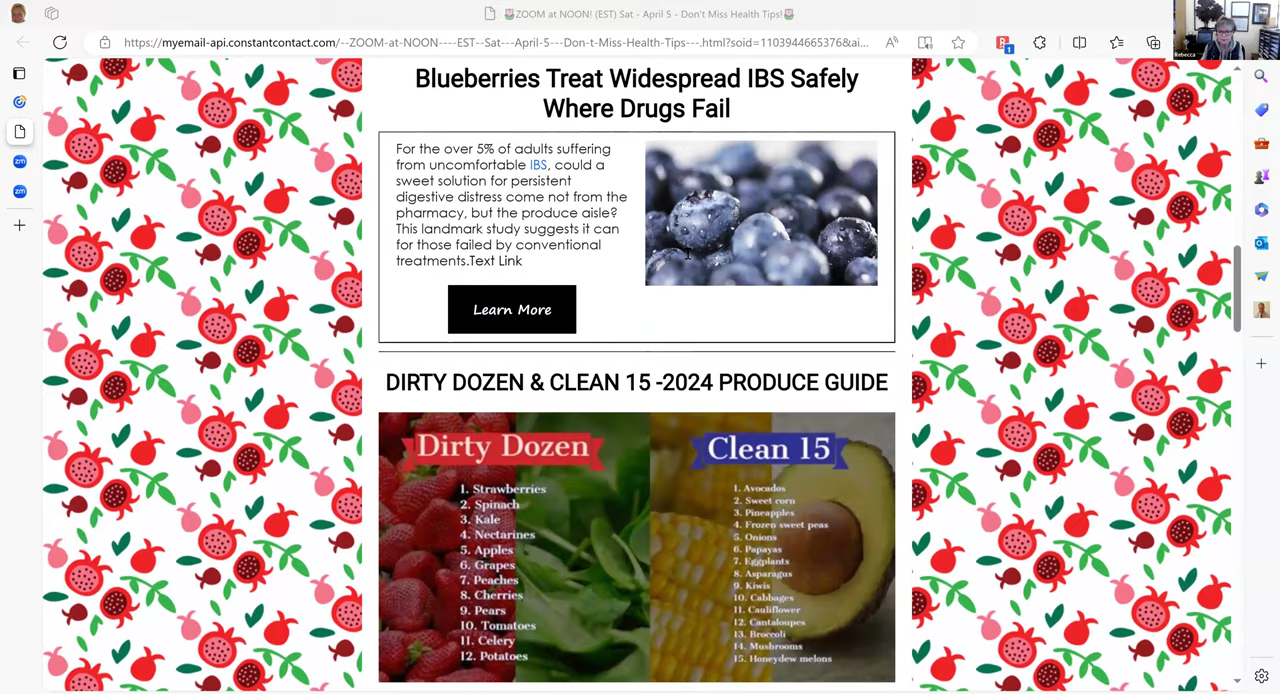 🌷ZOOM at NOON! (EST) Sat - April 5 - Don't Miss Health Tips!🌷
https://myemail-api.constantcontact.com/--ZOOM-at-NOON----EST--Sat---April-5---Don-t-Miss-Health-Tips---.html?soid=1103944665376&ai...
1
Rebecca
zm
zm
Blueberries Treat Widespread IBS Safely
Where Drugs Fail
For the over 5% of adults suffering
from uncomfortable IBS, could a
sweet solution for persistent
digestive distress come not from the
pharmacy, but the produce aisle?
This landmark study suggests it can
for those failed by conventional
treatments.Text Link
Learn More
DIRTY DOZEN & CLEAN 15 -2024 PRODUCE GUIDE
Dirty Dozen
1. Strawberries
2. Spinach
3. Kale
4. Nectarines
5. Apples
6. Grapes
7. Peaches
8. Cherries
9. Pears
10. Tomatoes
11. Celery
12. Potatoes
Clean 15
1. Avocados
2. Sweet corn
3. Pineapples
4. Frozen sweet peas
5. Onions
6. Papayas
7. Eggplants
8. Asparagus
9. Kiwis
10. Cabbages
11. Cauliflower
12. Cantaloupes
13. Broccoli
14. Mushrooms
15. Honeydew melons